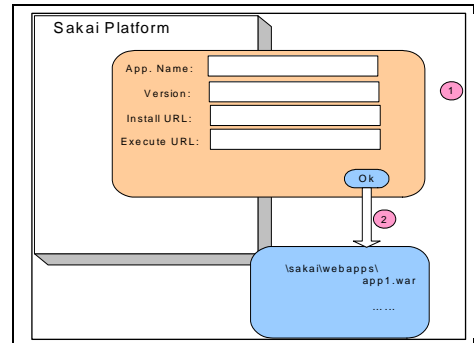 Sakai Platform
App. Name:
1
Version:
Install URL:
Execute URL:
Ok
2
\sakai\webapps\
app1.war
......